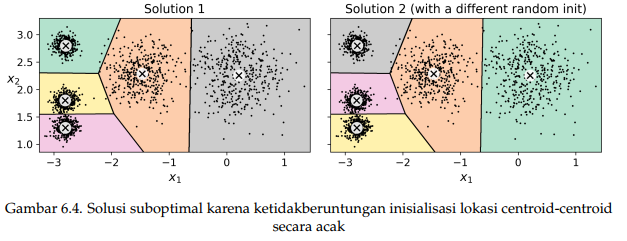 Solution 1
Solution 2 (with a different random init)
3.0
2.5
x₂
2.0
1.5
1.0
−3 −2 −1 0 1
−3 −2 −1 0 1
x₁
x₁
Gambar 6.4. Solusi suboptimal karena ketidakberuntungan inisialisasi lokasi centroid-centroid
secara acak